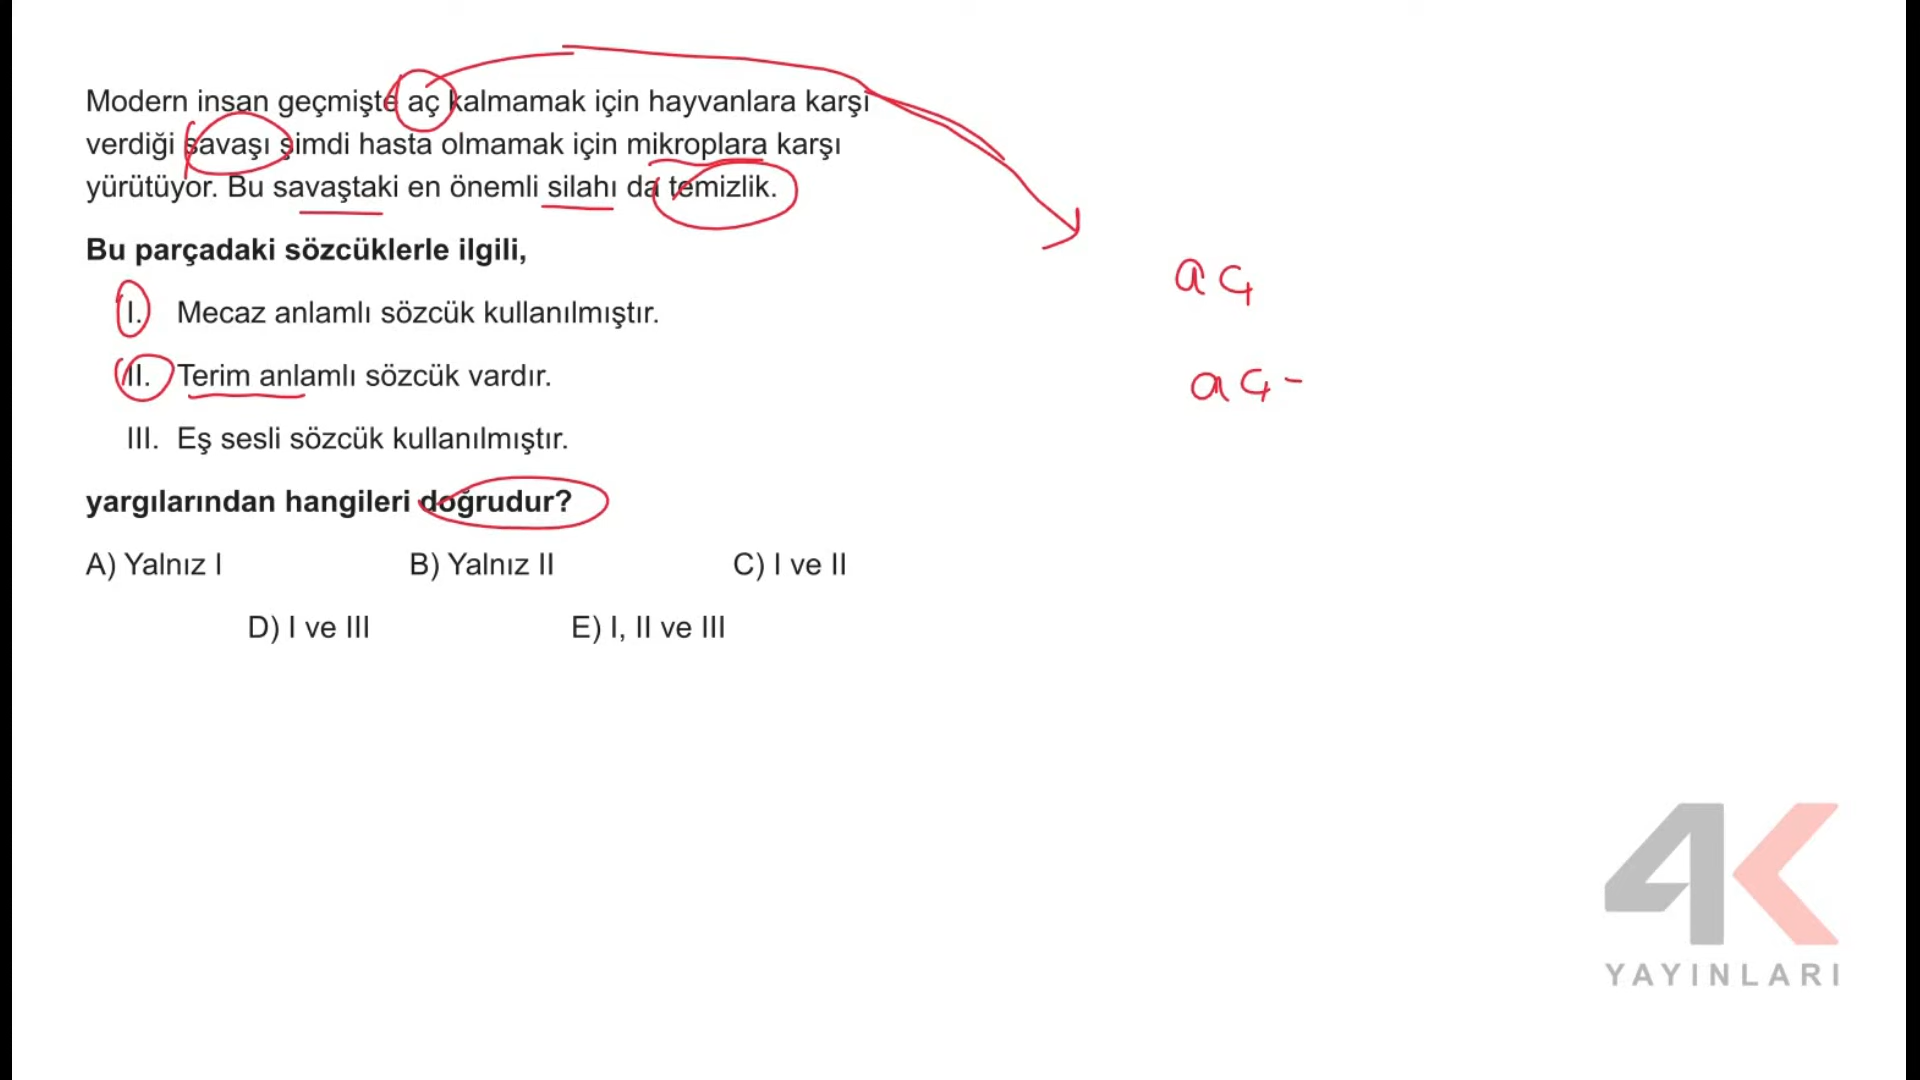 Modern insan geçmişte aç kalmamak için hayvanlara karşı
verdiği savaşı şimdi hasta olmamak için mikroplara karşı
yürütüyor. Bu savaştaki en önemli silahı da temizlik.
Bu parçadaki sözcüklerle ilgili,
I. Mecaz anlamlı sözcük kullanılmıştır.
II. Terim anlamlı sözcük vardır.
III. Eş sesli sözcük kullanılmıştır.
yargılarından hangileri doğrudur?
A) Yalnız I B) Yalnız II C) I ve II
D) I ve III E) I, II ve III
aç
aç-
4K
YAYINLARI